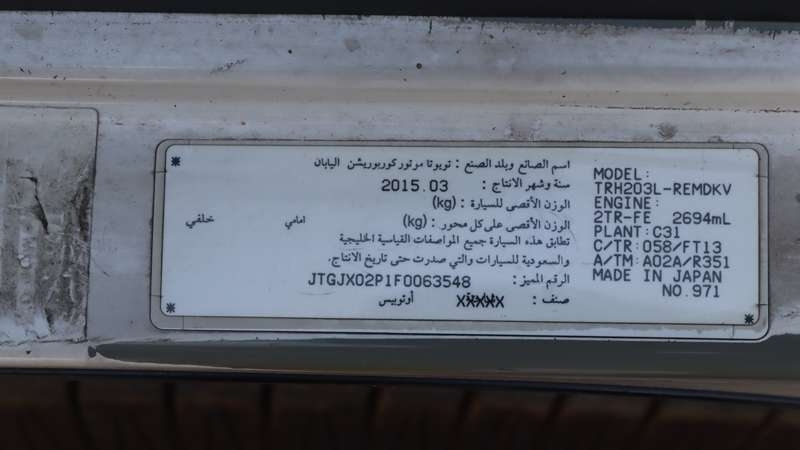 اسم الصانع وبلد الصنع : تويوتا موتور كوربوريشن اليابان
سنة وشهر الانتاج : 2015.03
الوزن الأقصى للسيارة : (kg)
الوزن الأقصى على كل محور : (kg) امامي خلفي
تطابق هذه السيارة جميع المواصفات القياسية الخليجية
والسعودية للسيارات والتي صدرت حتى تاريخ الانتاج.
الرقم المميز : JTGJX02P1F0063548
صنف : XXXXX أوتوبيس
MODEL:
TRH203L-REMDKV
ENGINE:
2TR-FE 2694mL
PLANT:C31
C/TR:058/FT13
A/TM:A02A/R351
MADE IN JAPAN
NO.971